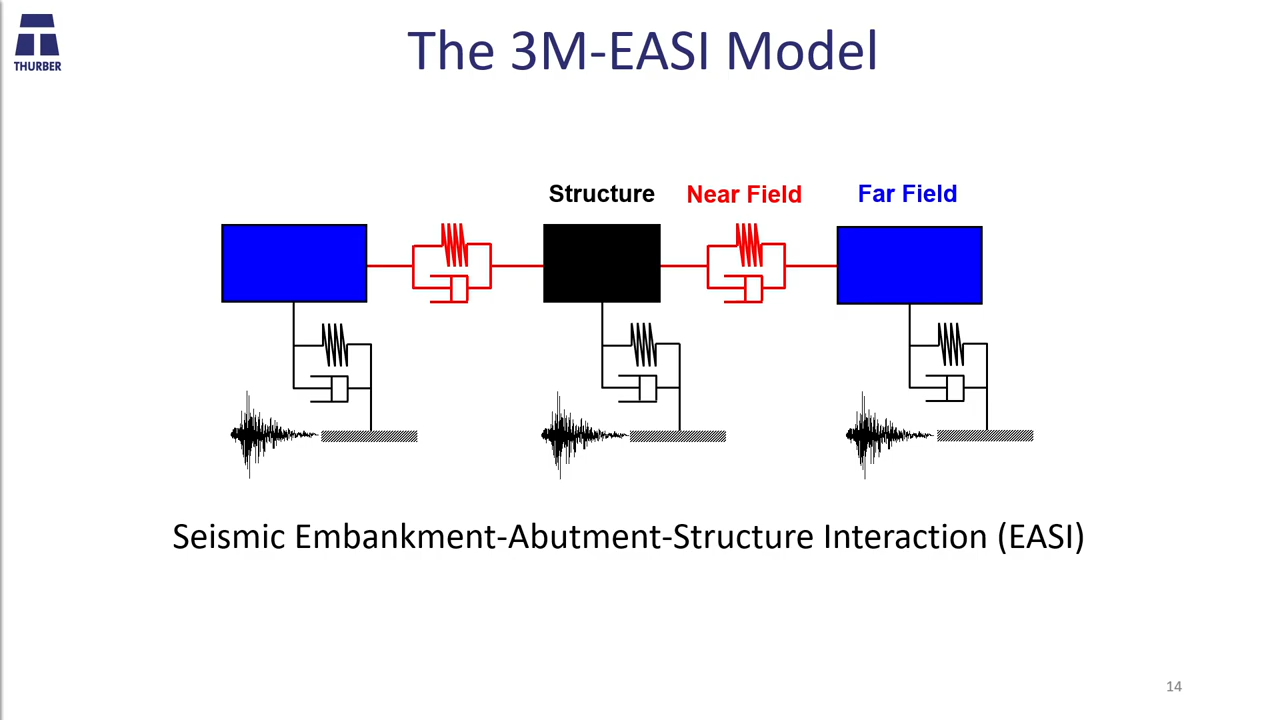 THURBER
The 3M-EASI Model
Structure Near Field Far Field
Seismic Embankment-Abutment-Structure Interaction (EASI)
14